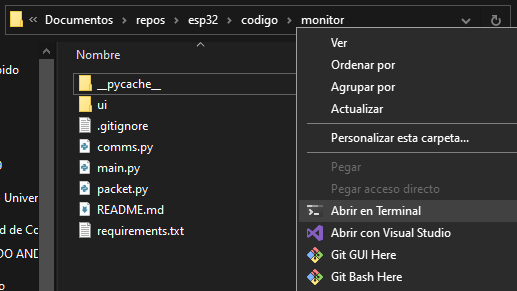 « Documentos > repos > esp32 > codigo > monitor
Nombre
__pycache__
ui
.gitignore
comms.py
main.py
packet.py
README.md
requirements.txt
pido
9
Univer
d de Co
DO AND
Ver
Ordenar por
Agrupar por
Actualizar
Personalizar esta carpeta...
Pegar
Pegar acceso directo
Abrir en Terminal
Abrir con Visual Studio
Git GUI Here
Git Bash Here